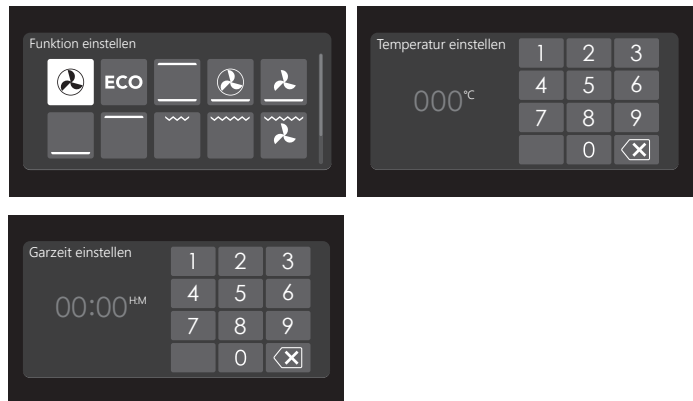 Funktion einstellen
ECO
Temperatur einstellen
000°C
1 2 3
4 5 6
7 8 9
0
Garzeit einstellen
00:00 H:M
1 2 3
4 5 6
7 8 9
0